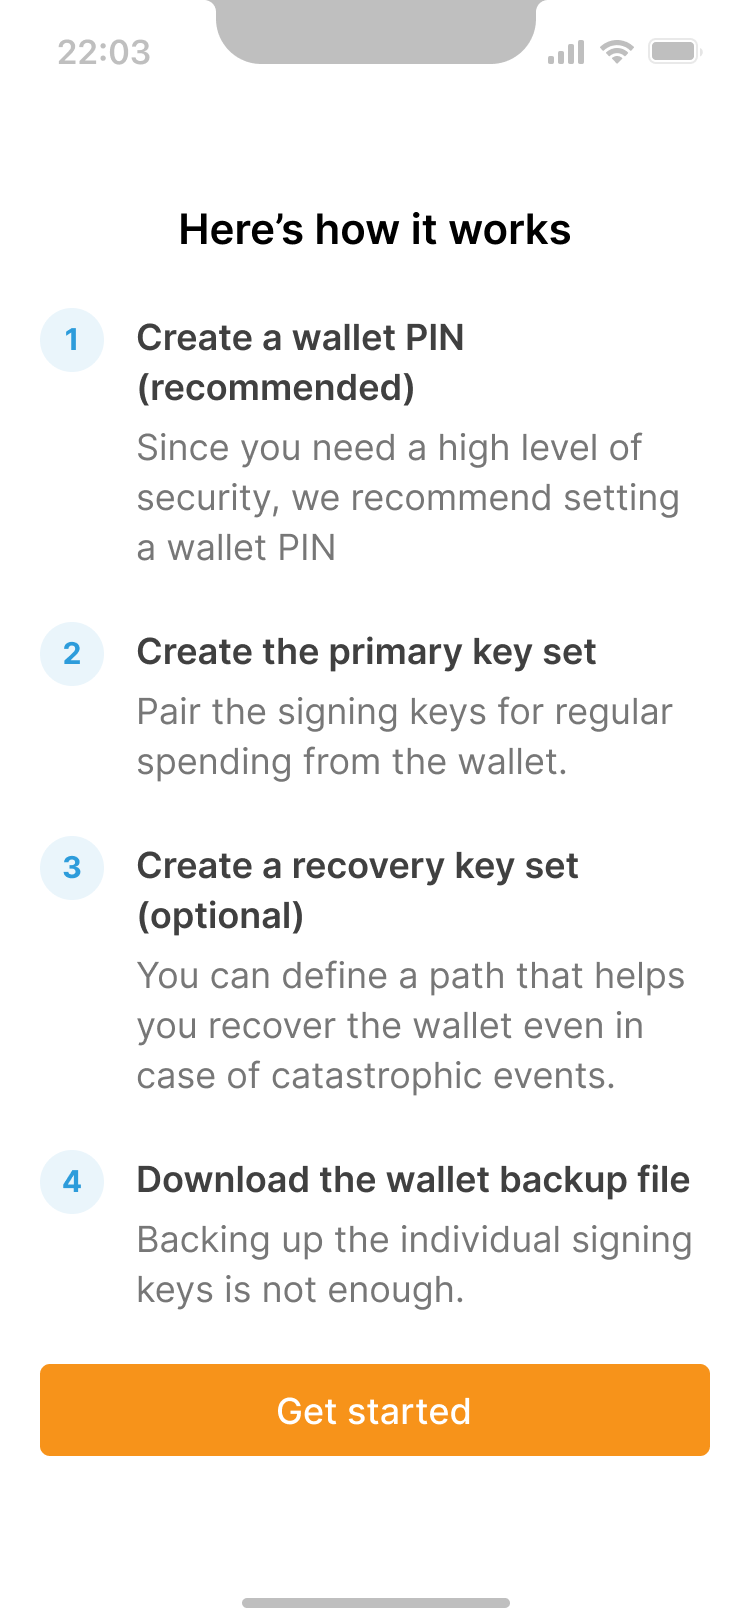 22:03
Here’s how it works
1
Create a wallet PIN
(recommended)
Since you need a high level of
security, we recommend setting
a wallet PIN
2
Create the primary key set
Pair the signing keys for regular
spending from the wallet.
3
Create a recovery key set
(optional)
You can define a path that helps
you recover the wallet even in
case of catastrophic events.
4
Download the wallet backup file
Backing up the individual signing
keys is not enough.
Get started